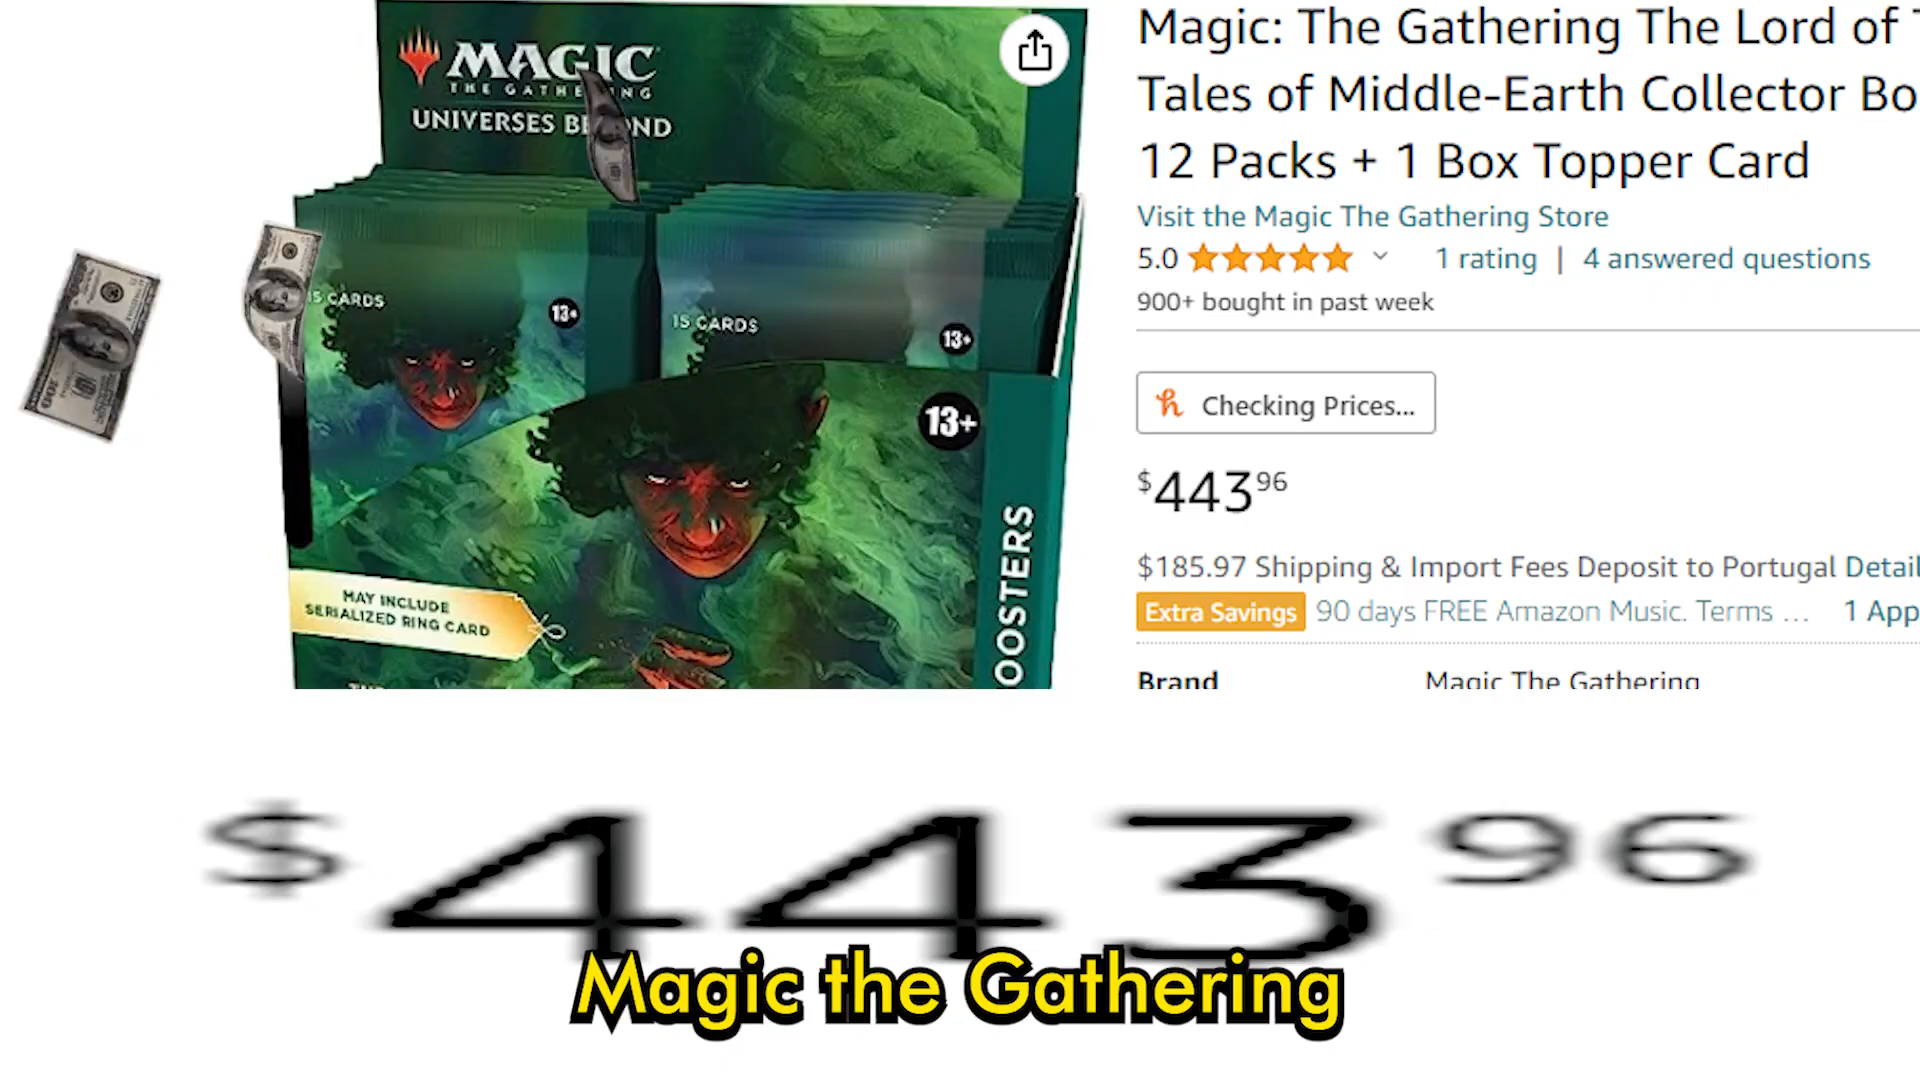 MAGIC
THE GATHERING
UNIVERSES BEYOND
15 CARDS
13+
15 CARDS
13+
13+
MAY INCLUDE
SERIALIZED RING CARD
OOSTERS
Magic: The Gathering The Lord of T
Tales of Middle-Earth Collector Bo
12 Packs + 1 Box Topper Card
Visit the Magic The Gathering Store
5.0 1 rating | 4 answered questions
900+ bought in past week
Checking Prices...
$443 96
$185.97 Shipping & Import Fees Deposit to Portugal Detail
Extra Savings 90 days FREE Amazon Music. Terms ... 1 App
Brand Magic The Gathering
$443 96
Magic the Gathering